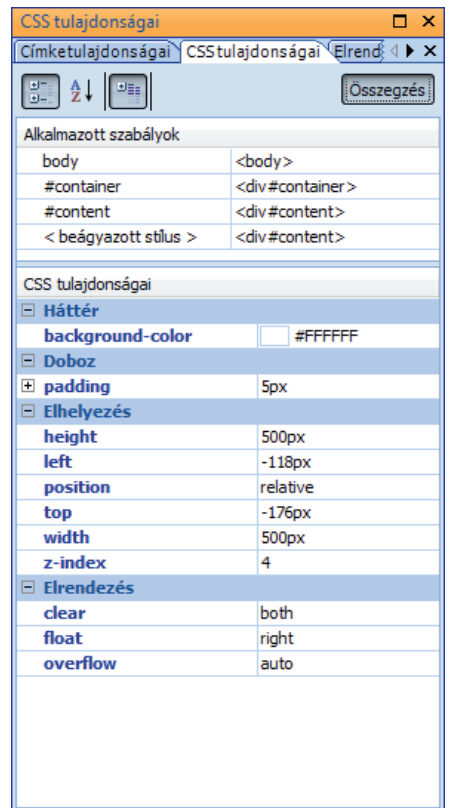 CSS tulajdonságai
Címketulajdonságai CSS tulajdonságai Elrend
A Z Összegzés
Alkalmazott szabályok
body <body>
#container <div#container>
#content <div#content>
< beágyazott stílus > <div#content>
CSS tulajdonságai
Háttér
background-color #FFFFFF
Doboz
padding 5px
Elhelyezés
height 500px
left -118px
position relative
top -176px
width 500px
z-index 4
Elrendezés
clear both
float right
overflow auto